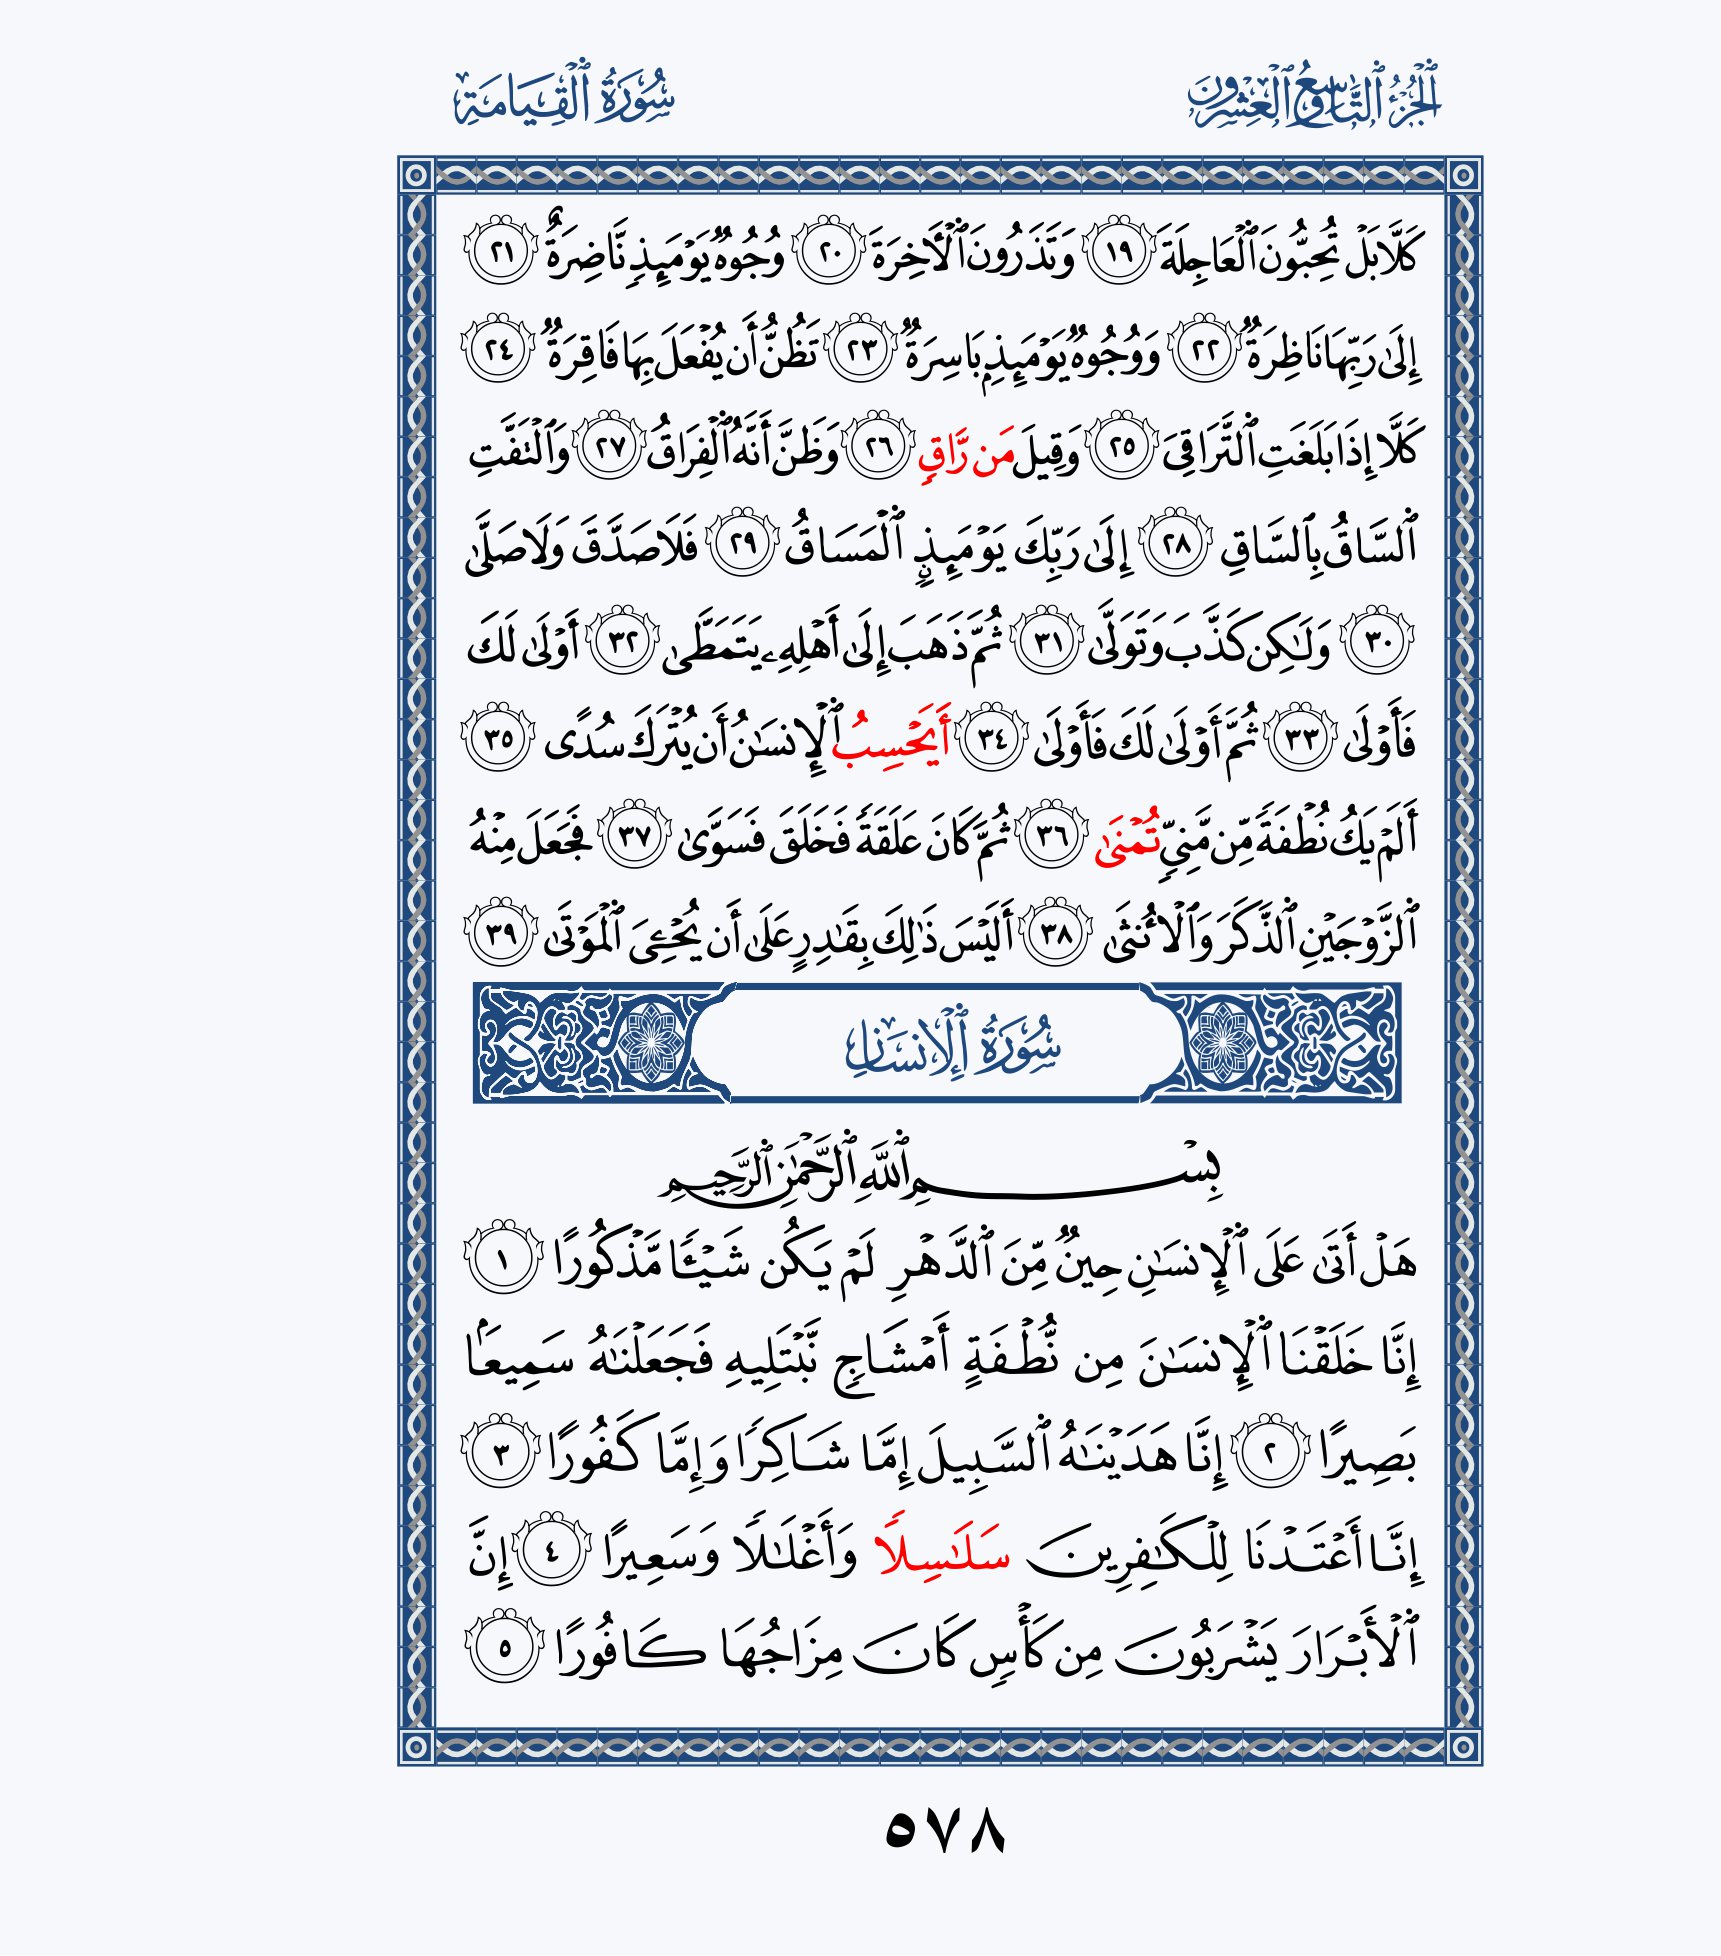 الجُزْءُ ٱلتَّاسِعُ وَٱلْعِشْرُونَ
سُورَةُ ٱلْقِيَامَةِ
كَلَّا بَلْ تُحِبُّونَ ٱلْعَاجِلَةَ ١٩ وَتَذَرُونَ ٱلْأَخِرَةَ ٢٠ وُجُوهٌ يَوْمَئِذٍ نَّاضِرَةٌ ٢١
إِلَىٰ رَبِّهَا نَاظِرَةٌ ٢٢ وَوُجُوهٌ يَوْمَئِذٍۭ بَاسِرَةٌ ٢٣ تَظُنُّ أَن يُفْعَلَ بِهَا فَاقِرَةٌ ٢٤
كَلَّا إِذَا بَلَغَتِ ٱلتَّرَاقِىَ ٢٥ وَقِيلَ مَن رَّاقٍ ٢٦ وَظَنَّ أَنَّهُ ٱلْفِرَاقُ ٢٧ وَٱلْتَفَّتِ
ٱلسَّاقُ بِٱلسَّاقِ ٢٨ إِلَىٰ رَبِّكَ يَوْمَئِذٍ ٱلْمَسَاقُ ٢٩ فَلَا صَدَّقَ وَلَا صَلَّىٰ
٣٠ وَلَـٰكِن كَذَّبَ وَتَوَلَّىٰ ٣١ ثُمَّ ذَهَبَ إِلَىٰ أَهْلِهِۦ يَتَمَطَّىٰ ٣٢ أَوْلَىٰ لَكَ
فَأَوْلَىٰ ٣٣ ثُمَّ أَوْلَىٰ لَكَ فَأَوْلَىٰ ٣٤ أَيَحْسِبُ ٱلْإِنسَـٰنُ أَن يُتْرَكَ سُدًى ٣٥
أَلَمْ يَكُ نُطْفَةً مِّن مَّنِىٍّ تُمْنَىٰ ٣٦ ثُمَّ كَانَ عَلَقَةً فَخَلَقَ فَسَوَّىٰ ٣٧ فَجَعَلَ مِنْهُ
ٱلزَّوْجَيْنِ ٱلذَّكَرَ وَٱلْأُنثَىٰ ٣٨ أَلَيْسَ ذَٰلِكَ بِقَـٰدِرٍ عَلَىٰ أَن يُحْـِۧىَ ٱلْمَوْتَىٰ ٣٩
سُورَةُ ٱلْإِنسَانِ
بِسْمِ ٱللَّهِ ٱلرَّحْمَـٰنِ ٱلرَّحِيمِ
هَلْ أَتَىٰ عَلَى ٱلْإِنسَـٰنِ حِينٌ مِّنَ ٱلدَّهْرِ لَمْ يَكُن شَيْـًٔا مَّذْكُورًا ١
إِنَّا خَلَقْنَا ٱلْإِنسَـٰنَ مِن نُّطْفَةٍ أَمْشَاجٍ نَّبْتَلِيهِ فَجَعَلْنَـٰهُ سَمِيعَۢا
بَصِيرًا ٢ إِنَّا هَدَيْنَـٰهُ ٱلسَّبِيلَ إِمَّا شَاكِرًا وَإِمَّا كَفُورًا ٣
إِنَّا أَعْتَدْنَا لِلْكَـٰفِرِينَ سَلَـٰسِلًا وَأَغْلَـٰلًا وَسَعِيرًا ٤ إِنَّ
ٱلْأَبْرَارَ يَشْرَبُونَ مِن كَأْسٍ كَانَ مِزَاجُهَا كَافُورًا ٥
٥٧٨